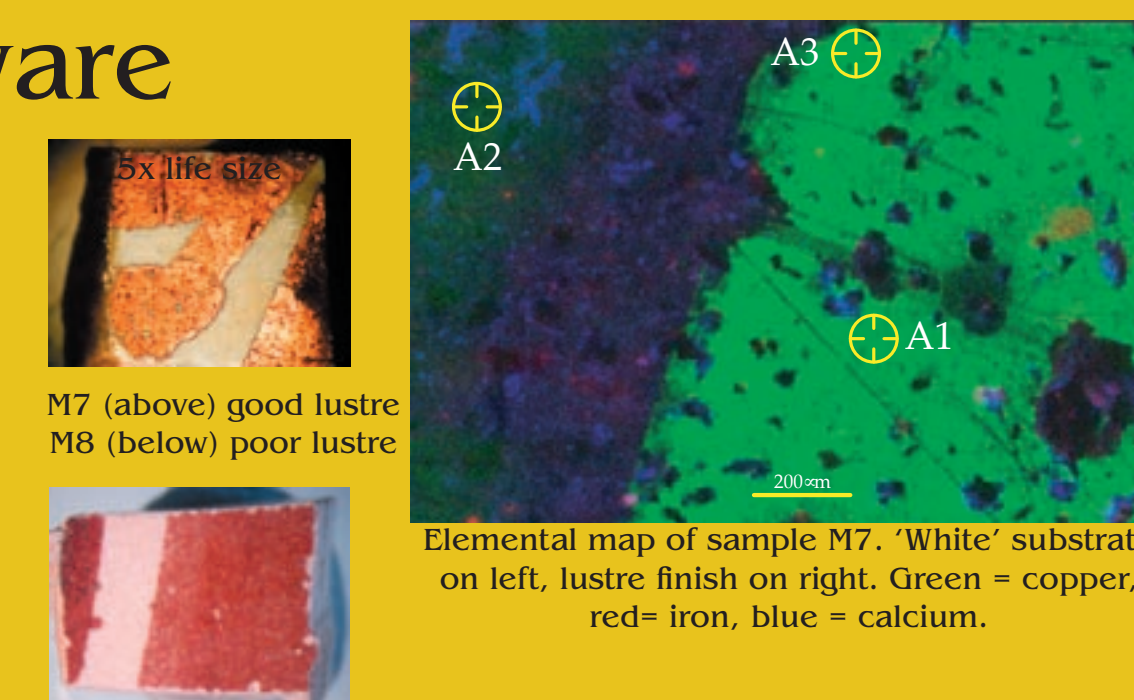 ware
5x life size
M7 (above) good lustre
M8 (below) poor lustre
A3
A2
A1
200∝m
Elemental map of sample M7. ‘White’ substrat
on left, lustre finish on right. Green = copper,
red= iron, blue = calcium.